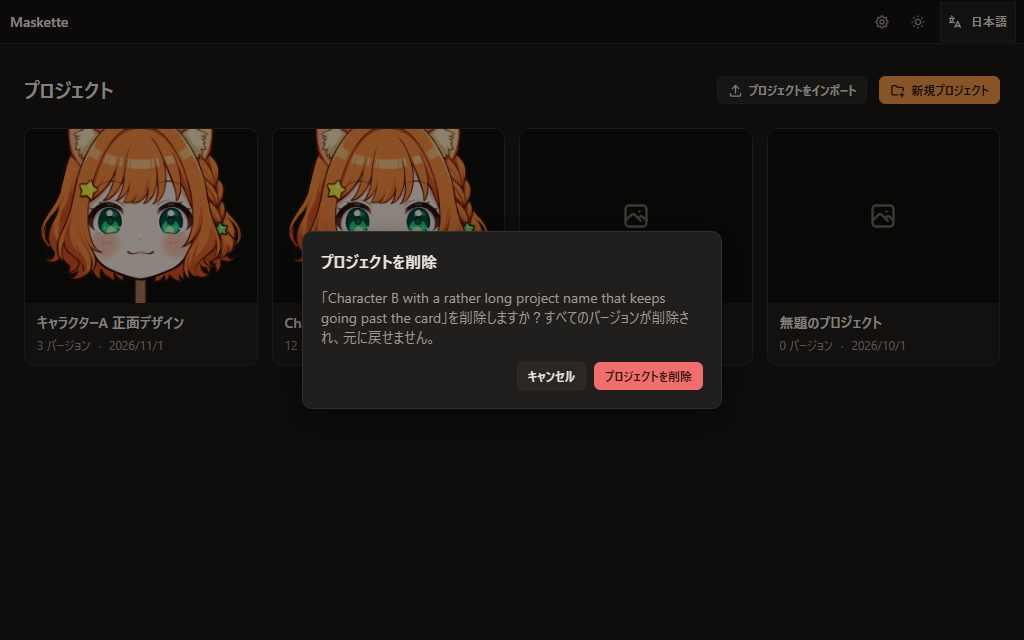 Maskette
日本語
プロジェクト
プロジェクトをインポート
新規プロジェクト
キャラクターA 正面デザイン
3 バージョン · 2026/11/1
Ch
12
無題のプロジェクト
0 バージョン · 2026/10/1
プロジェクトを削除
「Character B with a rather long project name that keeps
going past the card」を削除しますか？すべてのバージョンが削除さ
れ、元に戻せません。
キャンセル
プロジェクトを削除